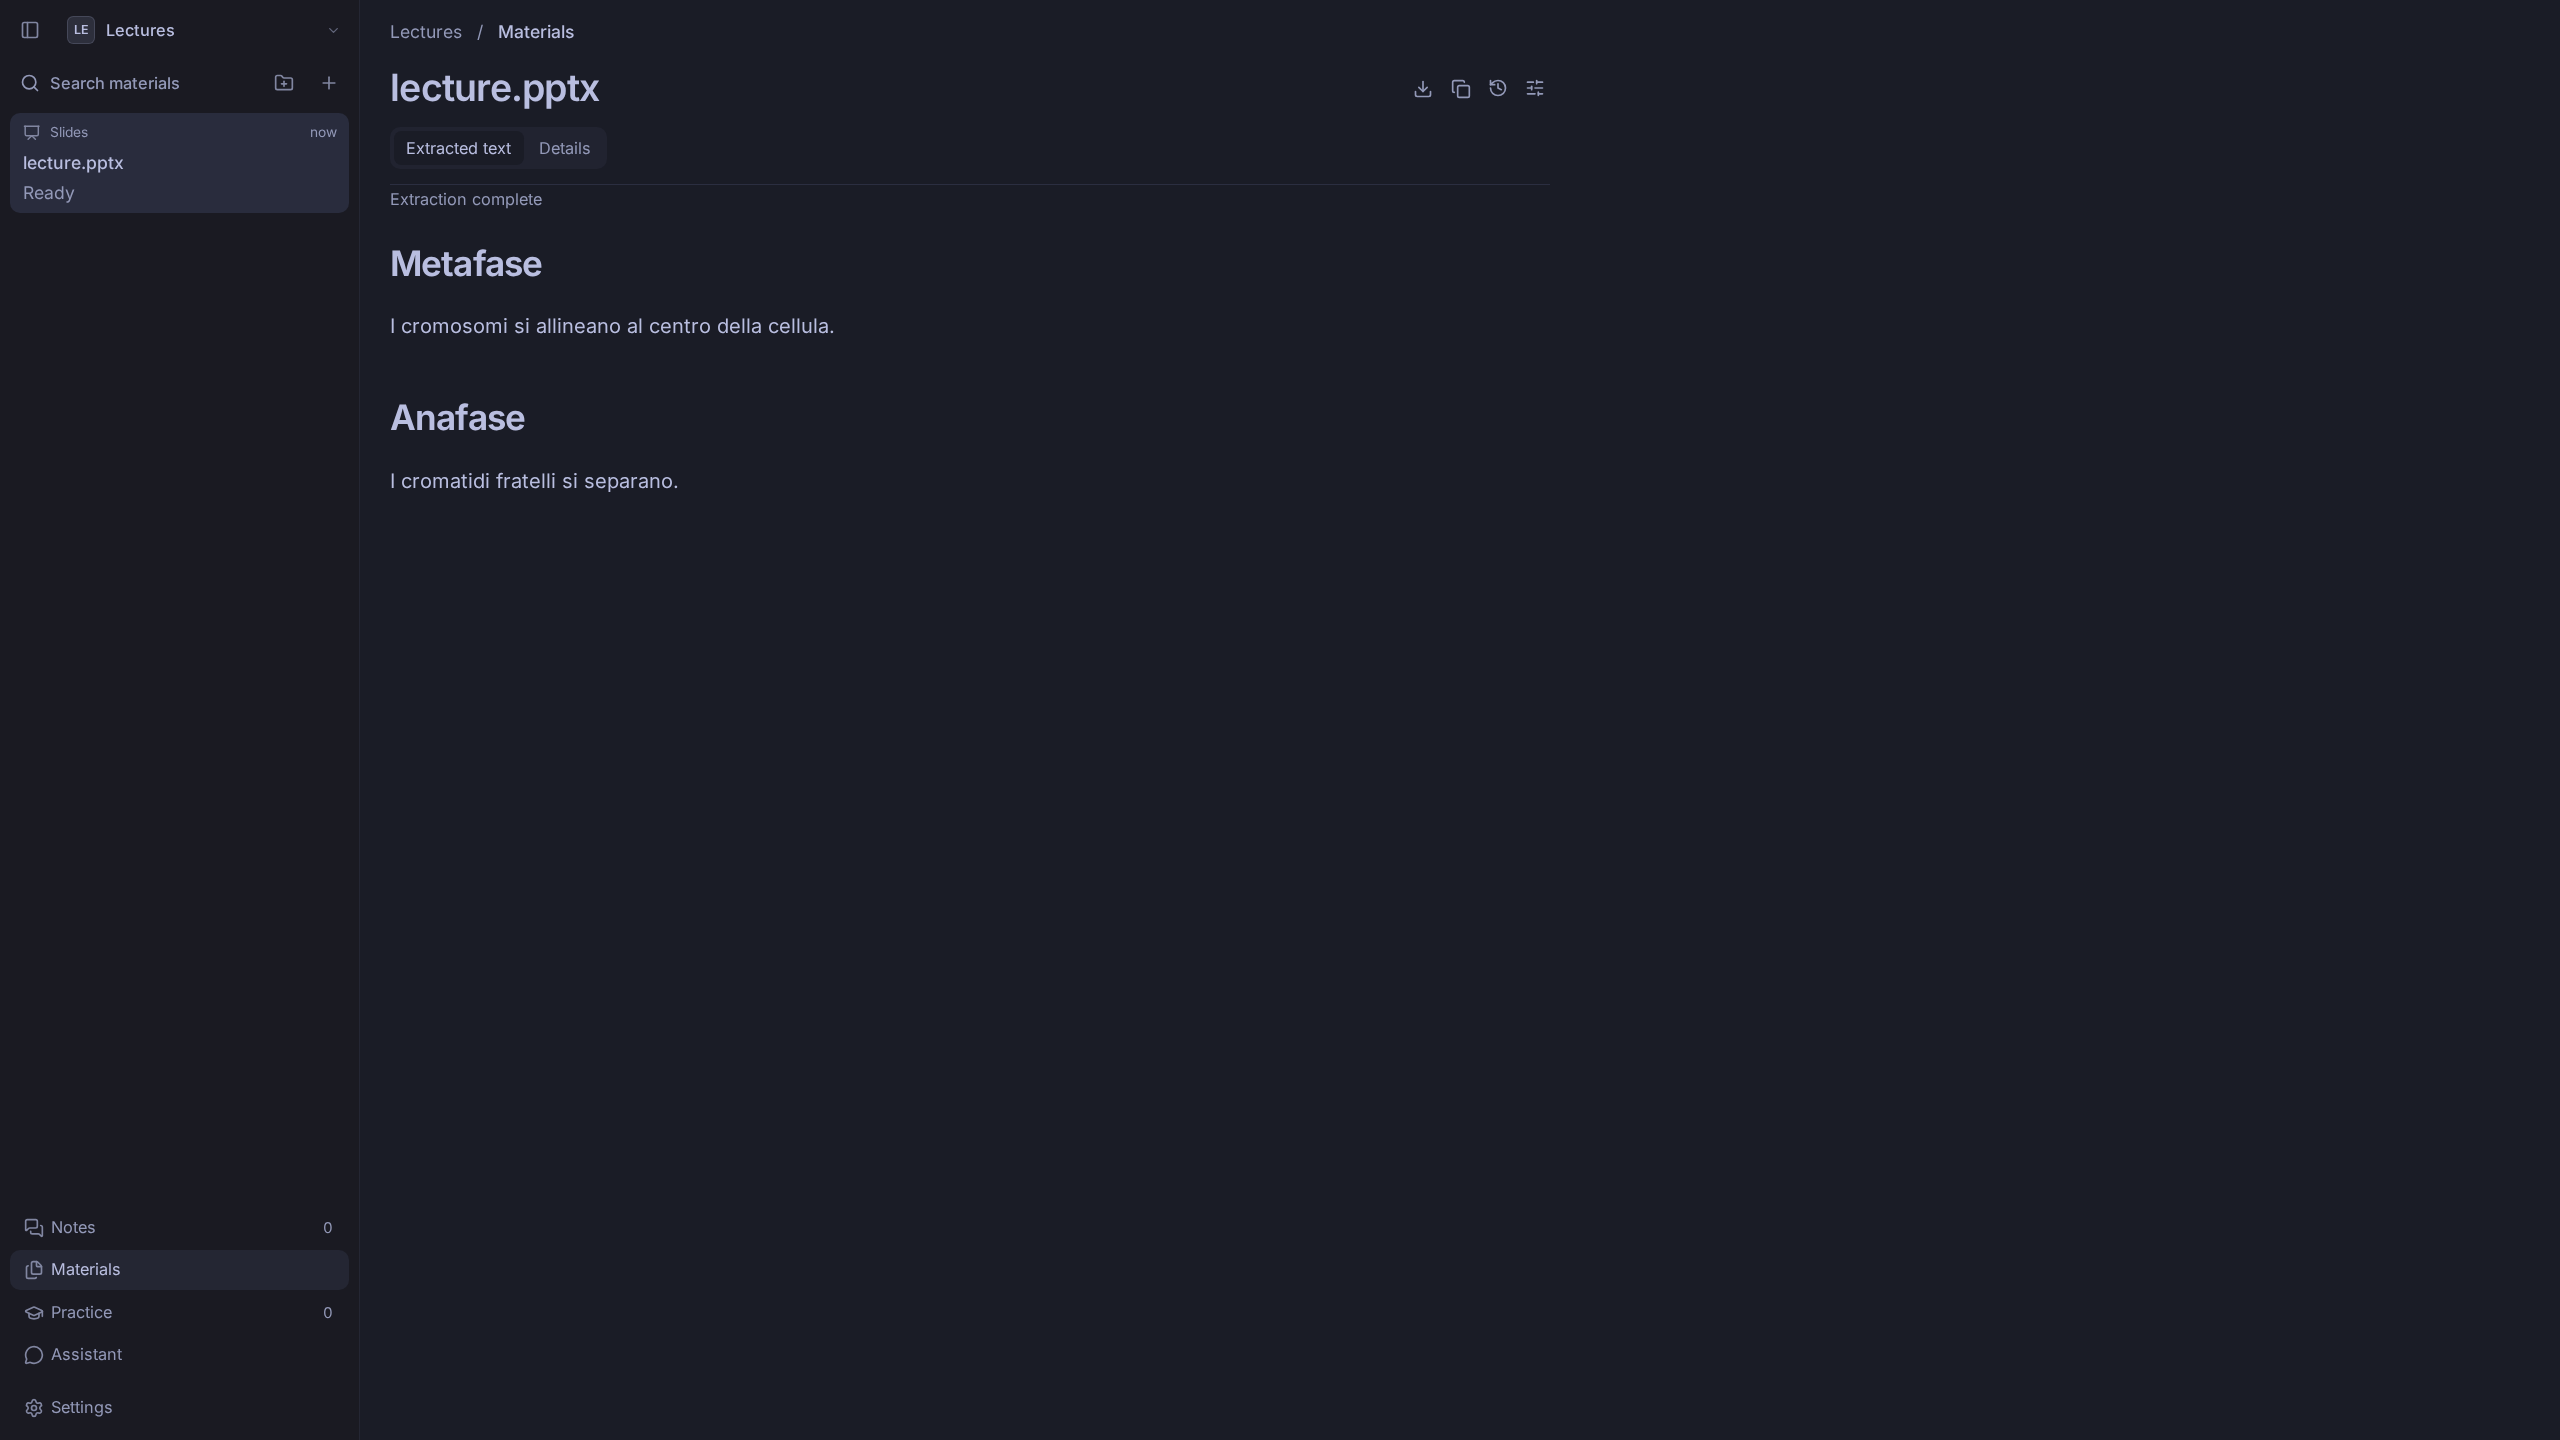 LE Lectures
Search materials
Slides now
lecture.pptx
Ready
Notes 0
Materials
Practice 0
Assistant
Settings
Lectures / Materials
lecture.pptx
Extracted text Details
Extraction complete
Metafase
I cromosomi si allineano al centro della cellula.
Anafase
I cromatidi fratelli si separano.